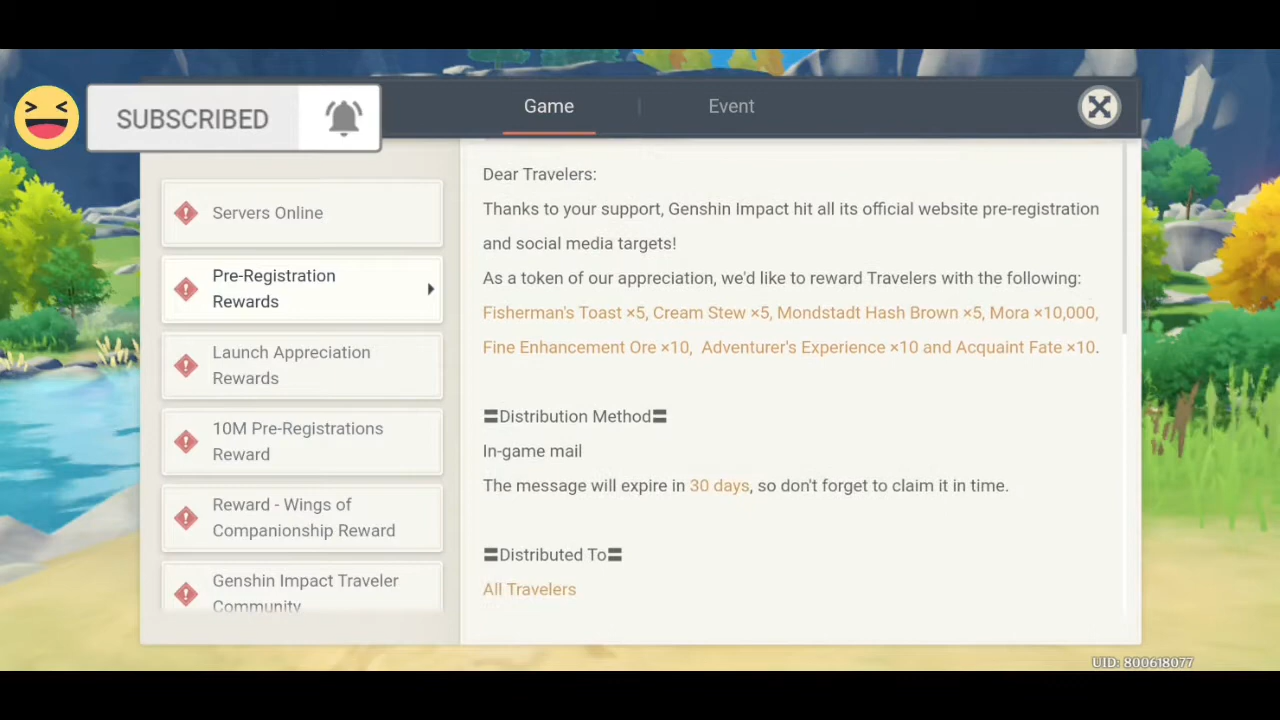 SUBSCRIBED
Game
Event
Servers Online
Pre-Registration
Rewards
Launch Appreciation
Rewards
10M Pre-Registrations
Reward
Reward - Wings of
Companionship Reward
Genshin Impact Traveler
Community
Dear Travelers:
Thanks to your support, Genshin Impact hit all its official website pre-registration
and social media targets!
As a token of our appreciation, we'd like to reward Travelers with the following:
Fisherman's Toast ×5, Cream Stew ×5, Mondstadt Hash Brown ×5, Mora ×10,000,
Fine Enhancement Ore ×10, Adventurer's Experience ×10 and Acquaint Fate ×10.
〓Distribution Method〓
In-game mail
The message will expire in 30 days, so don't forget to claim it in time.
〓Distributed To〓
All Travelers
UID: 800618077